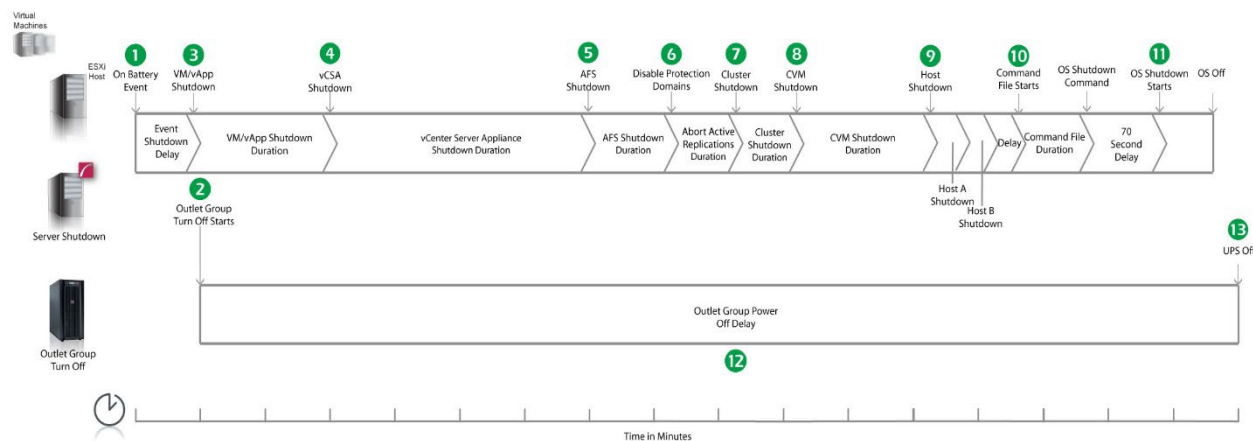 Virtual
Machines
ESXi
Host
1
On Battery
Event
3
VM/vApp
Shutdown
4
vCSA
Shutdown
5
AFS
Shutdown
6
Disable Protection
Domains
7
Cluster
Shutdown
8
CVM
Shutdown
9
Host
Shutdown
10
Command
File Starts
OS Shutdown
Command
11
OS Shutdown
Starts
OS Off
Event
Shutdown
Delay
VM/vApp Shutdown
Duration
vCenter Server Appliance
Shutdown Duration
AFS Shutdown
Duration
Abort Active
Replications
Duration
Cluster
Shutdown
Duration
CVM Shutdown
Duration
Delay
Command File
Duration
70
Second
Delay
Host A
Shutdown
Host B
Shutdown
2
Outlet Group
Turn Off Starts
Server Shutdown
13
UPS Off
Outlet Group Power
Off Delay
12
Outlet Group
Turn Off
Time in Minutes